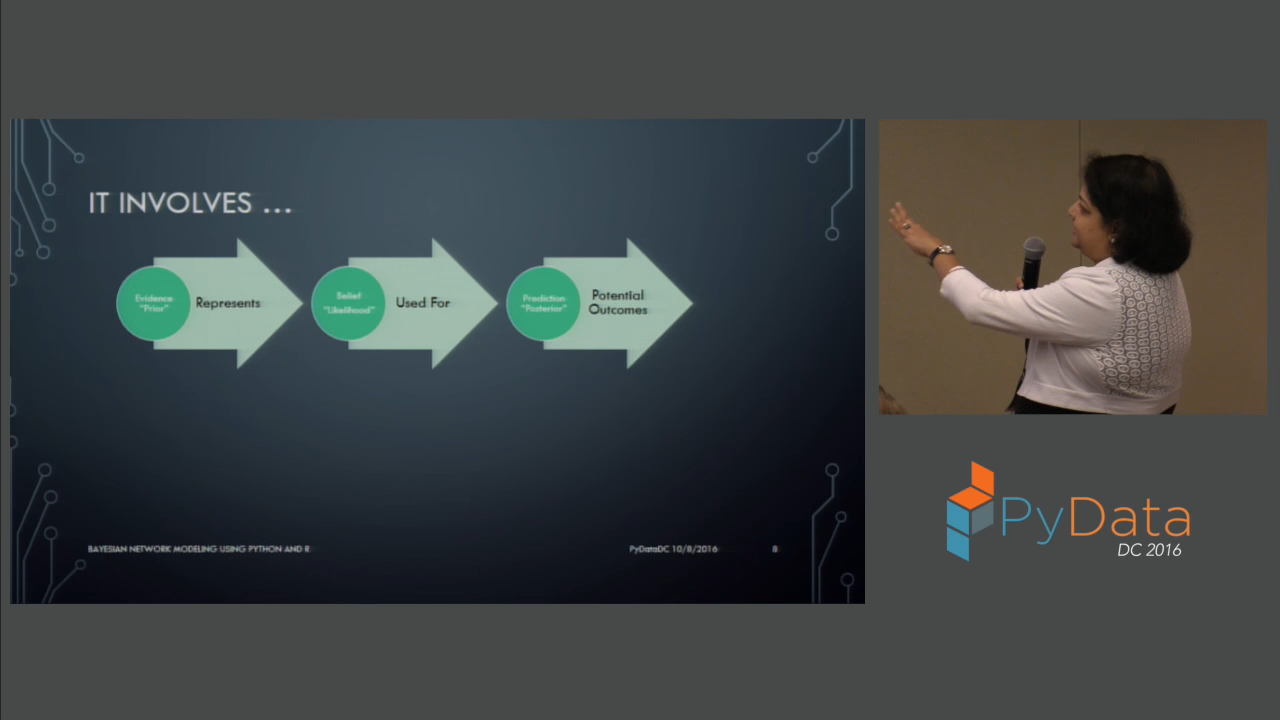 IT INVOLVES ...
Evidence
"Prior"
Represents
Belief
"Likelihood"
Used For
Prediction
"Posterior"
Potential
Outcomes
BAYESIAN NETWORK MODELING USING PYTHON AND R
PyDataDC 10/8/2016
8
PyData
DC 2016